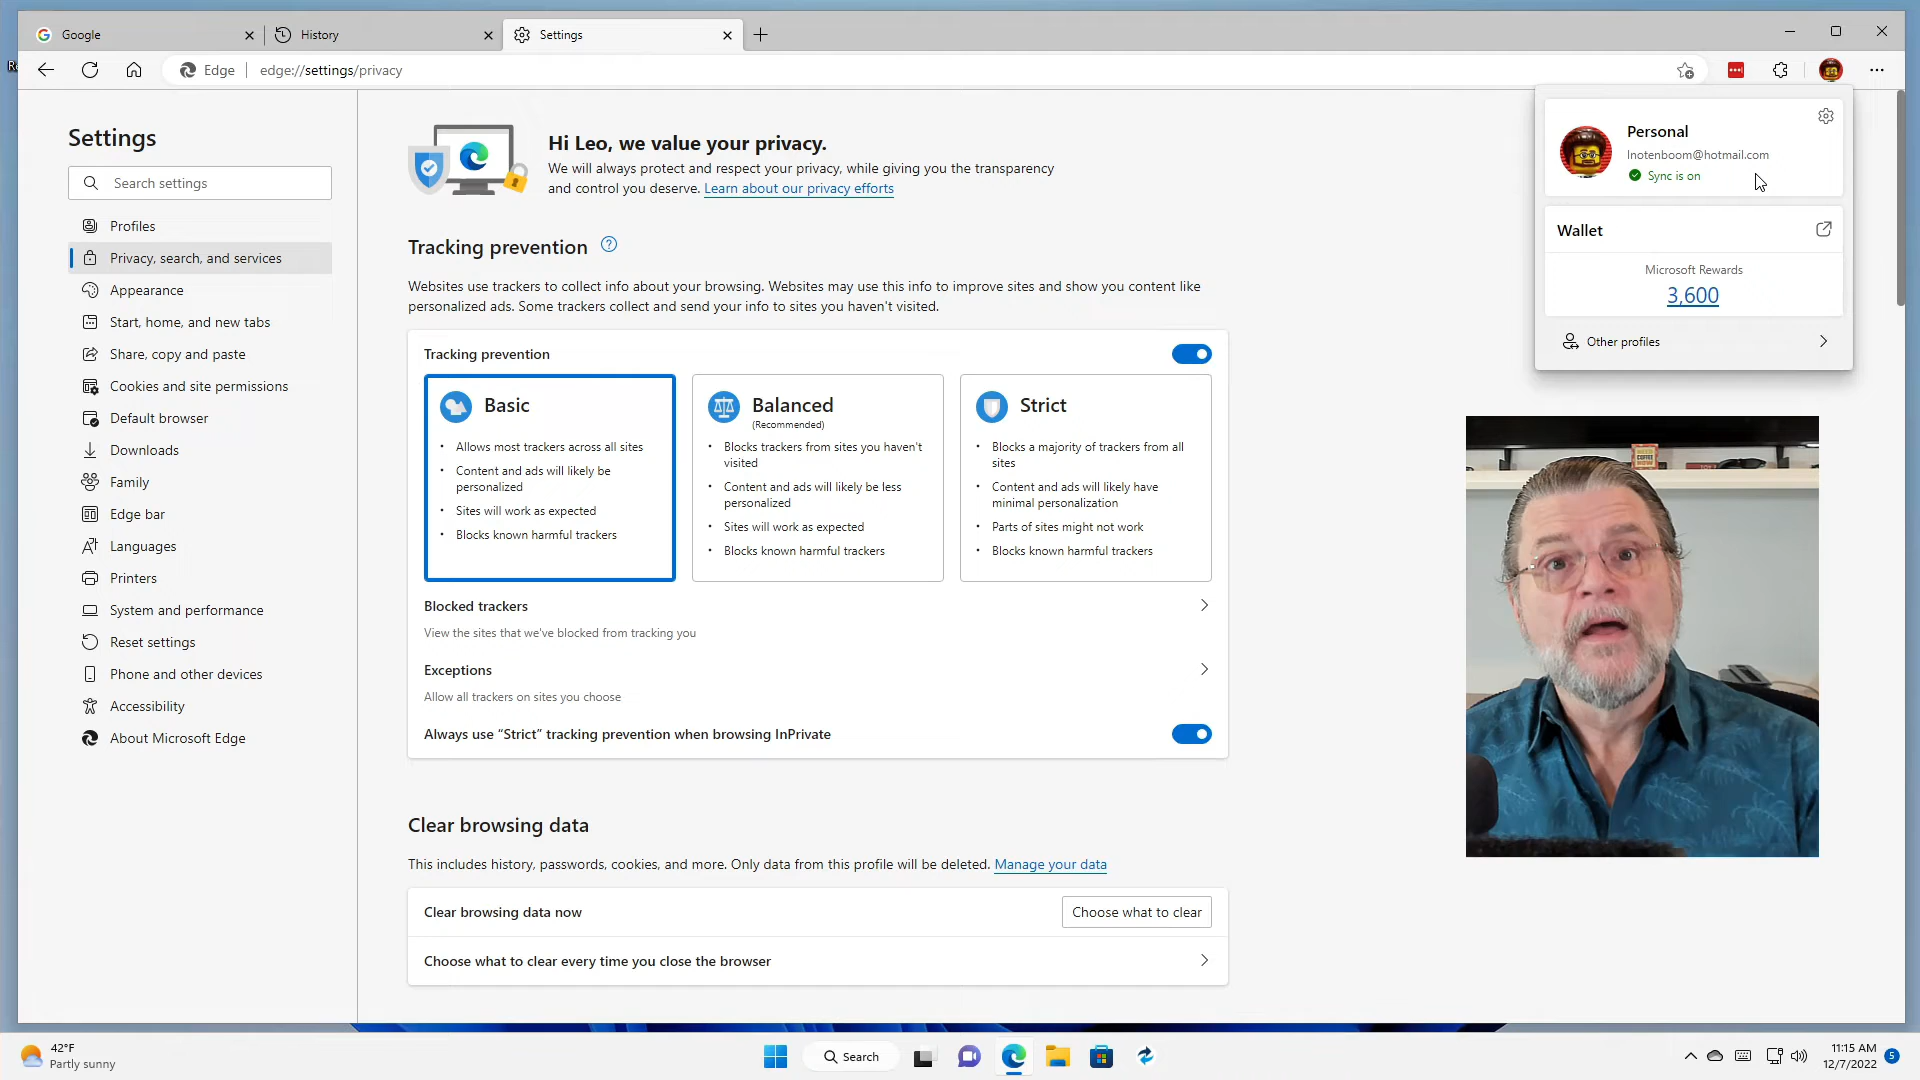 Google
History
Settings
Edge
edge://settings/privacy
Settings
Search settings
Profiles
Privacy, search, and services
Appearance
Start, home, and new tabs
Share, copy and paste
Cookies and site permissions
Default browser
Downloads
Family
Edge bar
Languages
Printers
System and performance
Reset settings
Phone and other devices
Accessibility
About Microsoft Edge
Hi Leo, we value your privacy.
We will always protect and respect your privacy, while giving you the transparency
and control you deserve. Learn about our privacy efforts
Tracking prevention
Websites use trackers to collect info about your browsing. Websites may use this info to improve sites and show you content like
personalized ads. Some trackers collect and send your info to sites you haven't visited.
Tracking prevention
Basic
• Allows most trackers across all sites
• Content and ads will likely be
personalized
• Sites will work as expected
• Blocks known harmful trackers
Balanced
(Recommended)
• Blocks trackers from sites you haven't
visited
• Content and ads will likely be less
personalized
• Sites will work as expected
• Blocks known harmful trackers
Strict
• Blocks a majority of trackers from all
sites
• Content and ads will likely have
minimal personalization
• Parts of sites might not work
• Blocks known harmful trackers
Blocked trackers
View the sites that we've blocked from tracking you
Exceptions
Allow all trackers on sites you choose
Always use “Strict” tracking prevention when browsing InPrivate
Clear browsing data
This includes history, passwords, cookies, and more. Only data from this profile will be deleted. Manage your data
Clear browsing data now
Choose what to clear
Choose what to clear every time you close the browser
Personal
lnotenboom@hotmail.com
Sync is on
Wallet
Microsoft Rewards
3,600
Other profiles
42°F
Partly sunny
Search
11:15 AM
12/7/2022
5